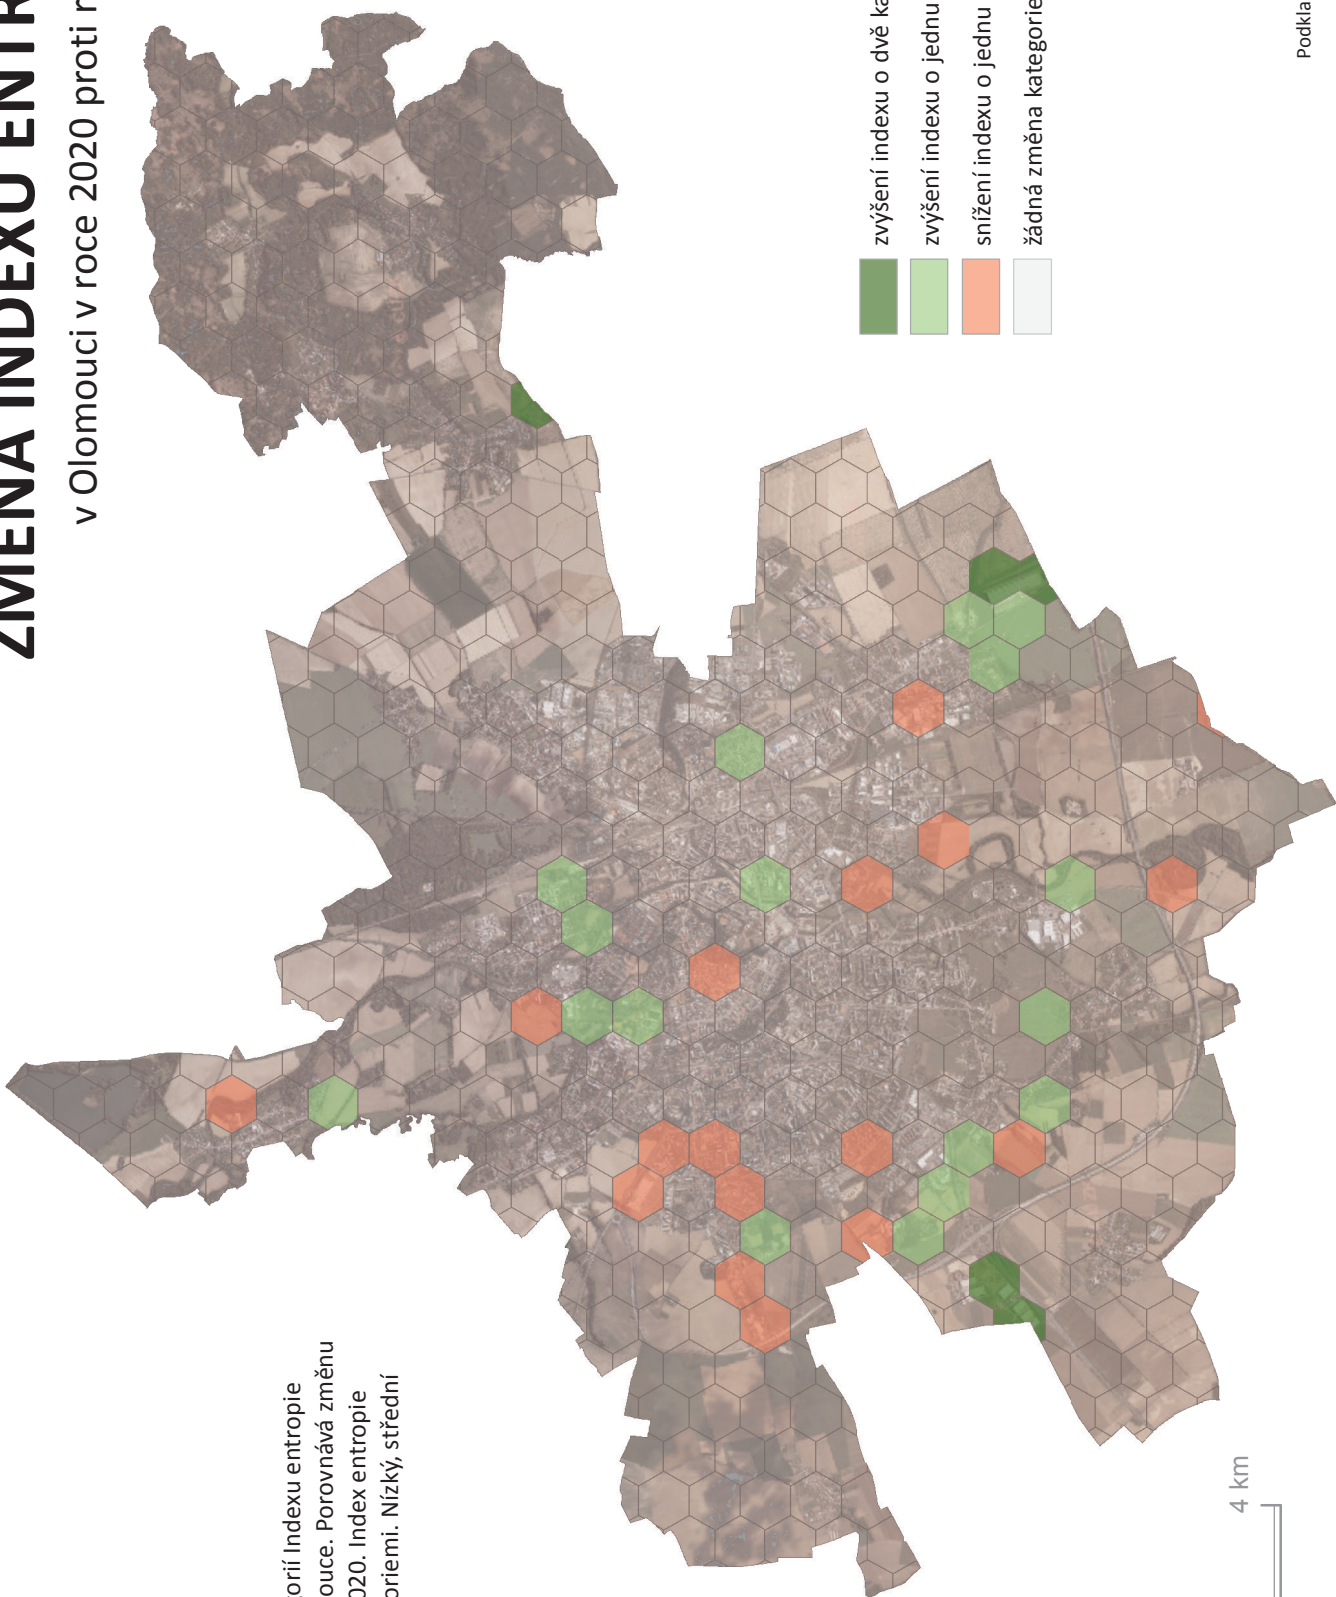 ZMĚNA INDEXU ENTR
v Olomouci v roce 2020 proti r
zvýšení indexu o dvě ka
zvýšení indexu o jednu
snížení indexu o jednu
žádná změna kategorie
gorií Indexu entropie
ouce. Porovnává změnu
020. Index entropie
oriemi. Nízký, střední
4 km
Podkla